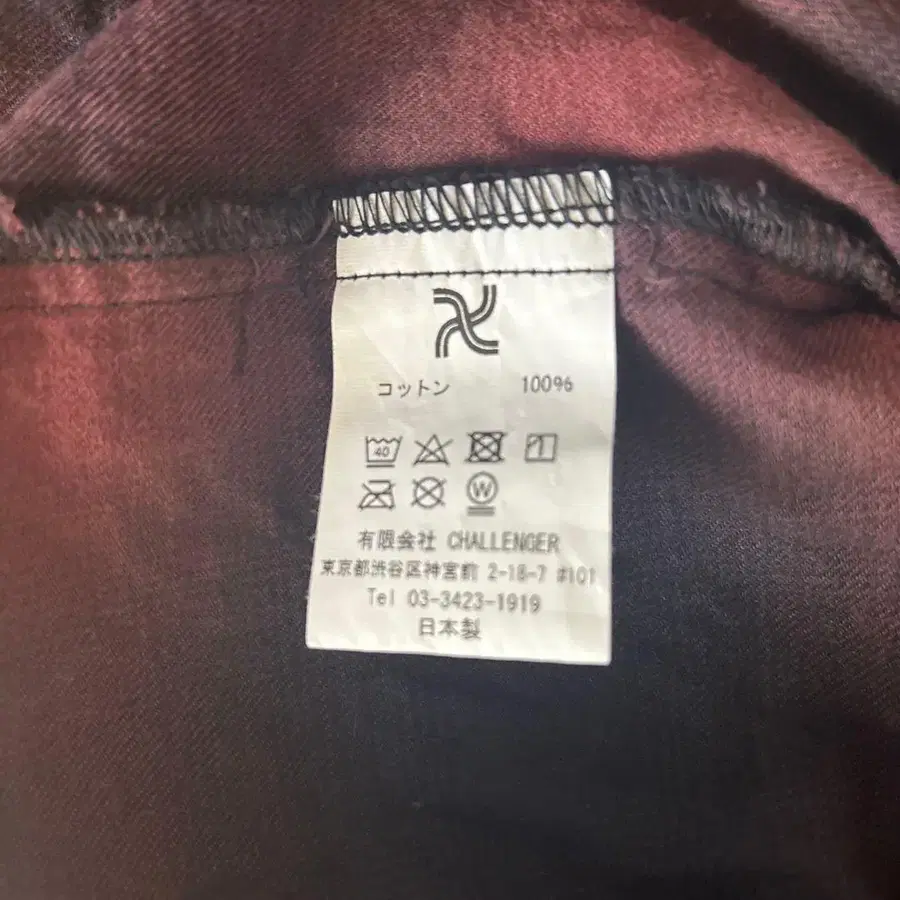 コットン 100%
40
W
有限会社 CHALLENGER
東京都渋谷区神宮前 2-18-7 #101
Tel 03-3423-1919
日本製